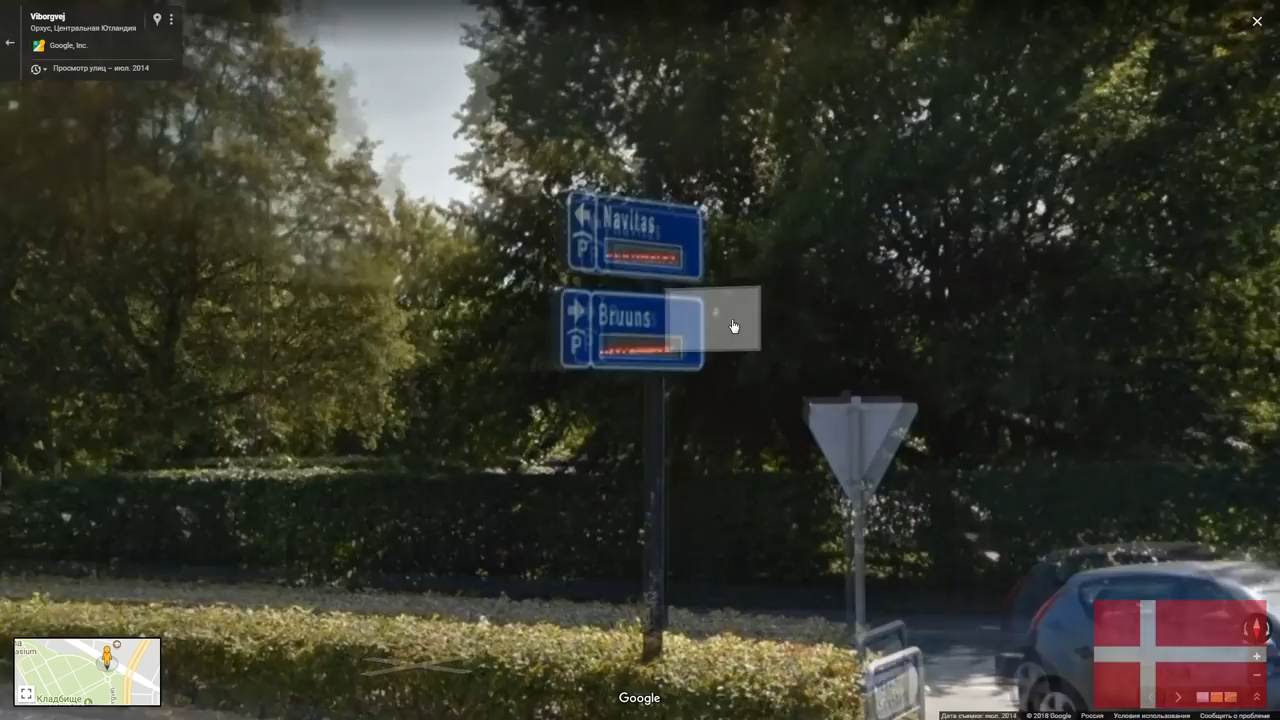 Viborgvej
Орхус, Центральная Ютландия
Google, Inc.
Просмотр улиц – июл. 2014
Navitas
P
Bruuns
P
Кладбище
Google
Дата съемки: июл. 2014 © 2018 Google Россия Условия использования Сообщить о проблеме